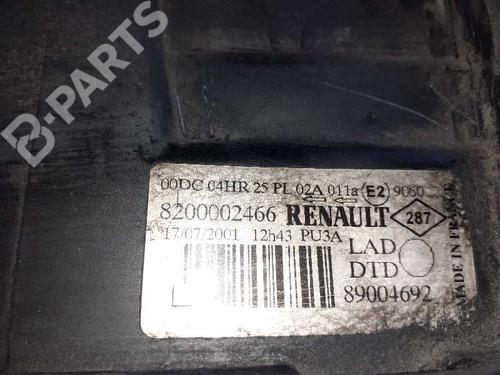 B-PARTS
00DC 04HR 25 PL 02A 011a E2 9060
8200002466 RENAULT 287
17/07/2001 12h43 PU3A
LAD
DTD
89004692
MADE IN FRANCE